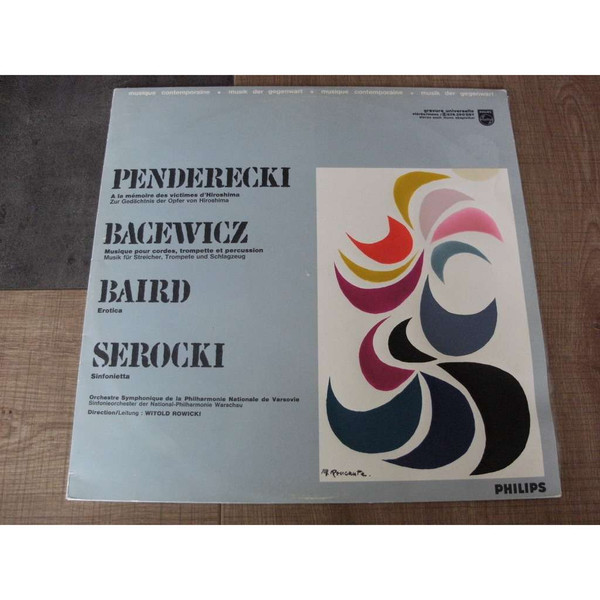 musique contemporaine • musik der gegenwart • musique contemporaine • musik der gegenwart
gravure universelle
PHILIPS
PENDERECKI
A la mémoire des victimes d'Hiroshima
Zur Gedächtnis der Opfer von Hiroshima
BACEWICZ
Musique pour cordes, trompette et percussion
Musik für Streicher, Trompete und Schlagzeug
BAIRD
Erotica
SEROCKI
Sinfonietta
Orchestre Symphonique de la Philharmonie Nationale de Varsovie
Sinfonieorchester der National-Philharmonie Warschau
Direction/Leitung : WITOLD ROWICKI
PHILIPS